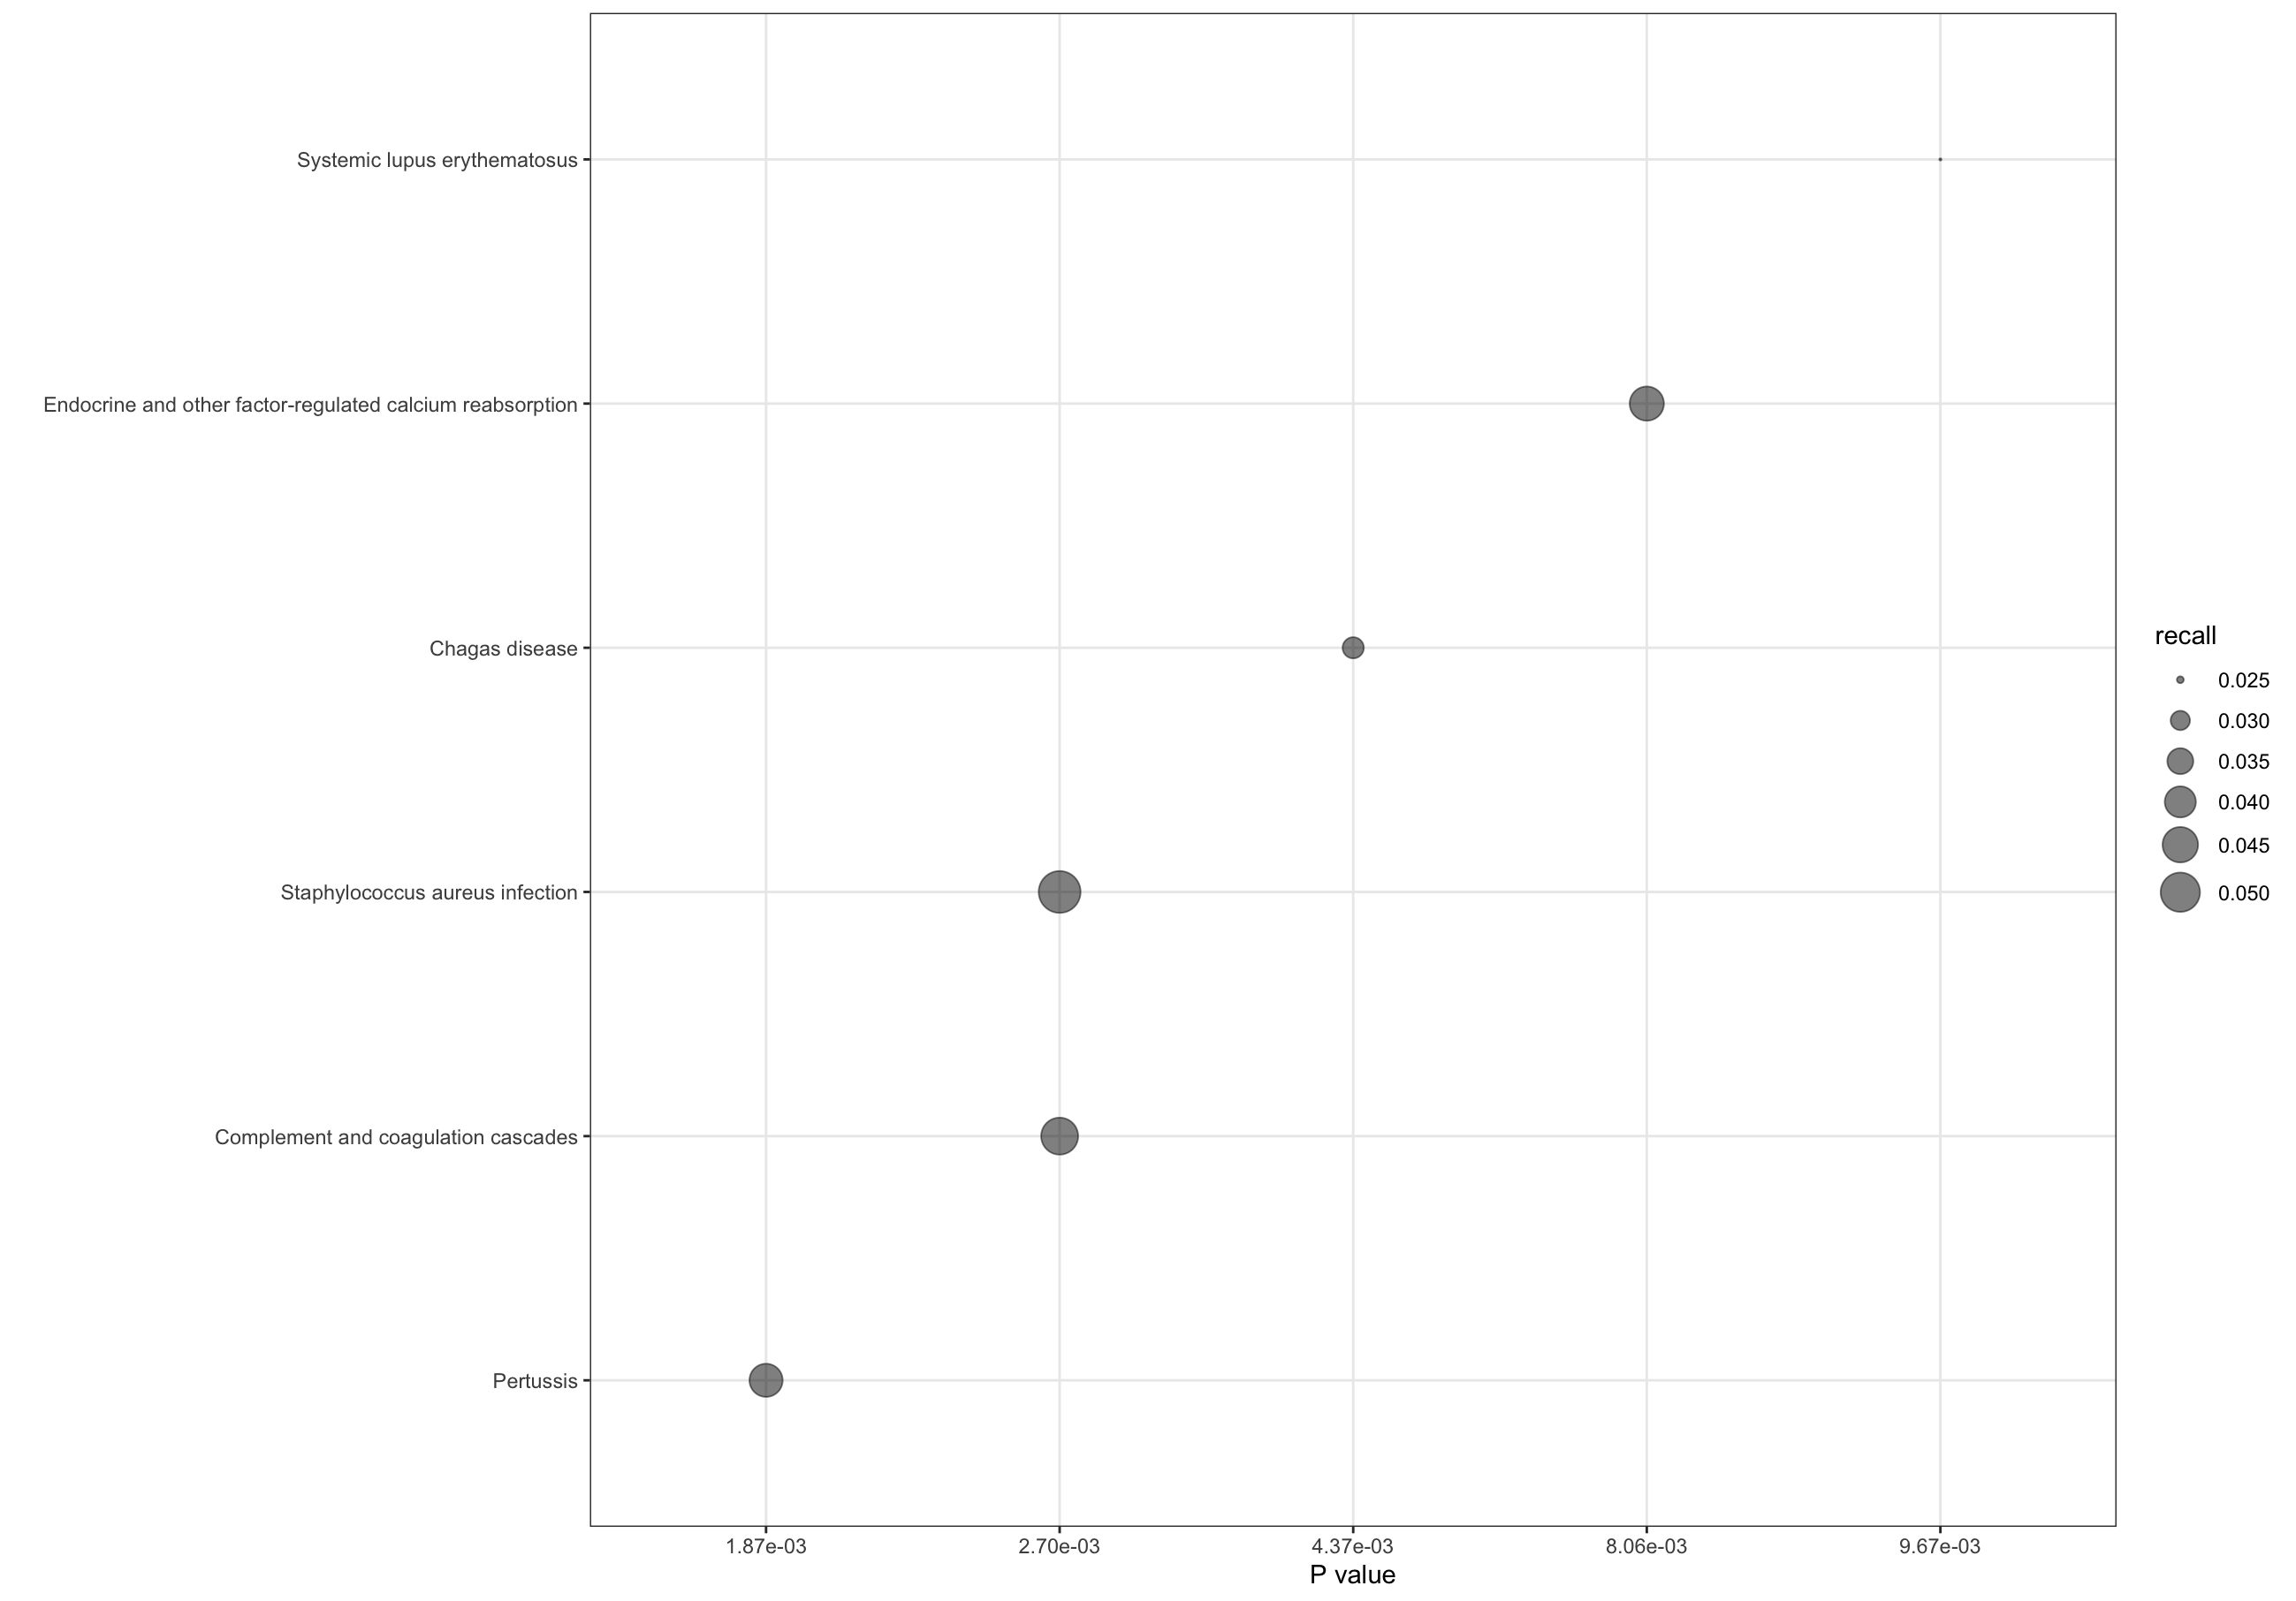 Systemic lupus erythematosus
Endocrine and other factor-regulated calcium reabsorption
Chagas disease
Staphylococcus aureus infection
Complement and coagulation cascades
Pertussis
1.87e-03
2.70e-03
4.37e-03
8.06e-03
9.67e-03
P value
recall
0.025
0.030
0.035
0.040
0.045
0.050